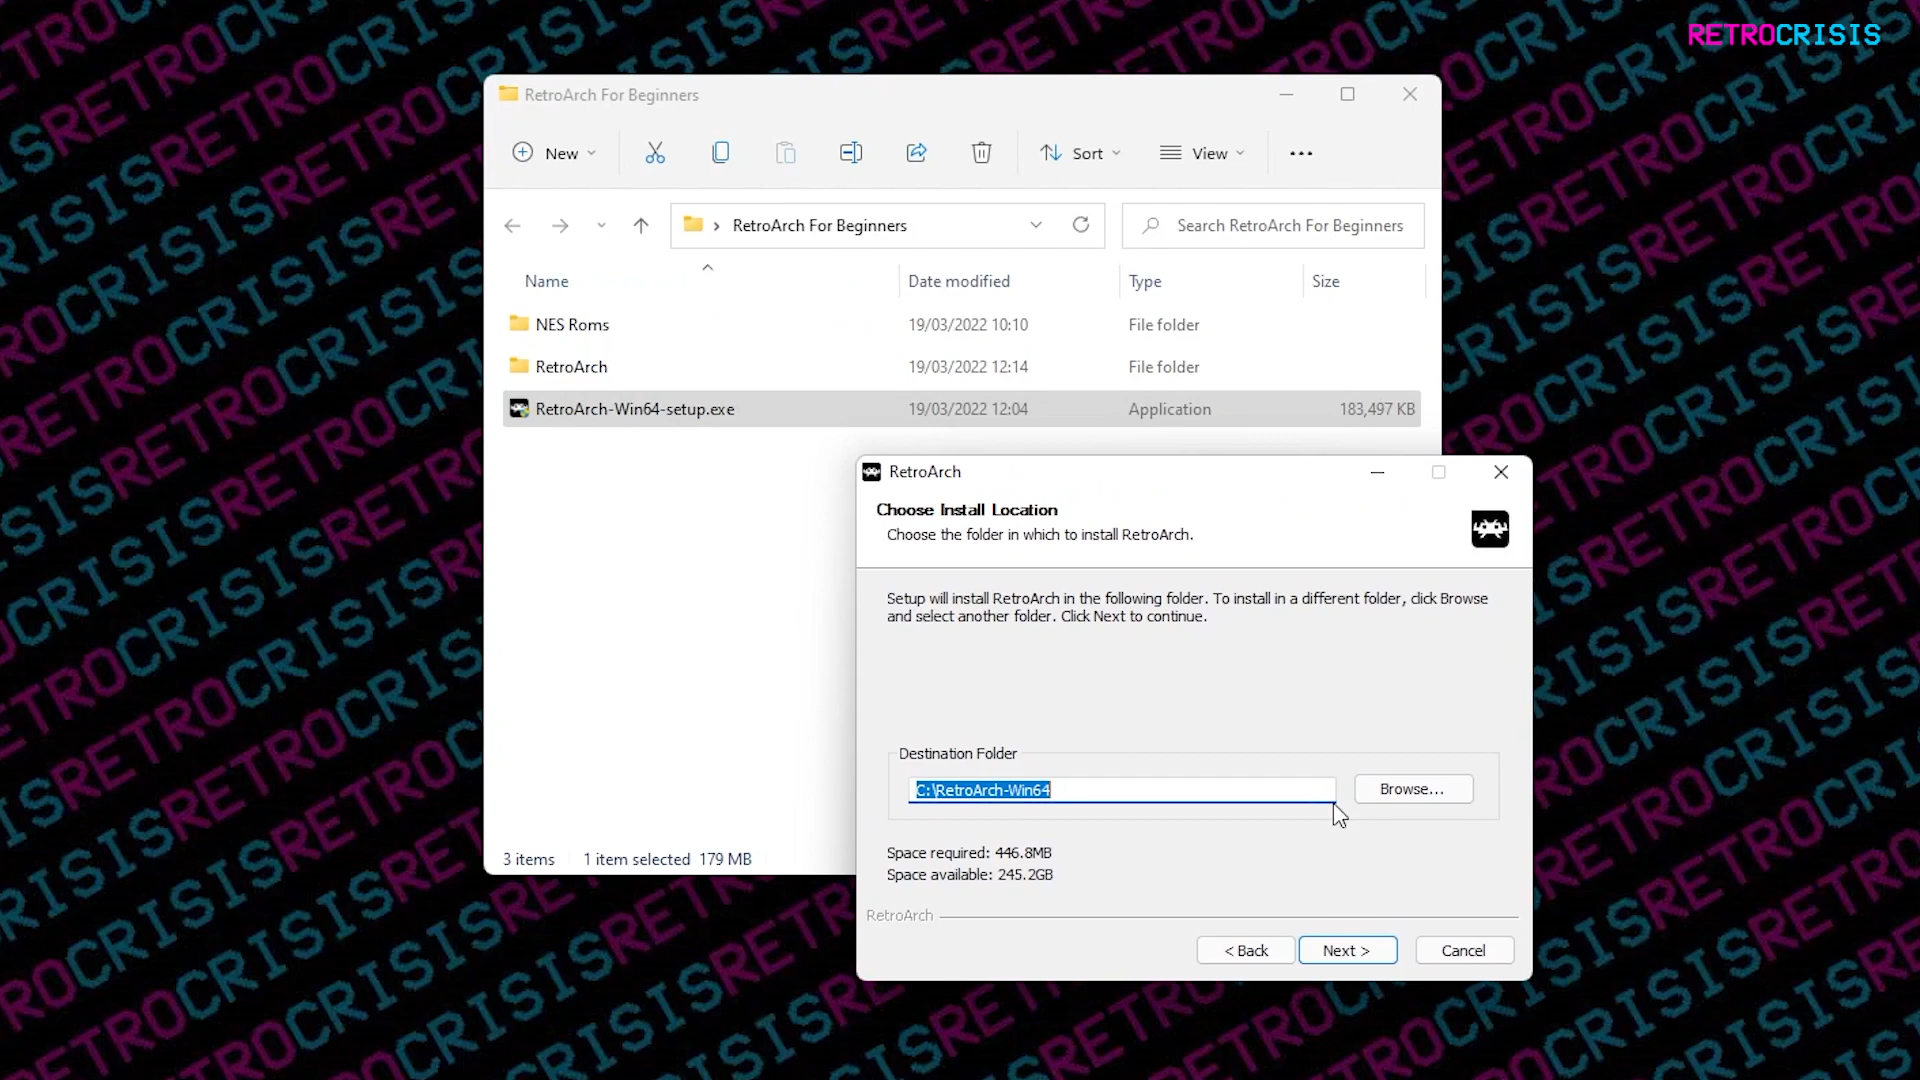 RETROCRISIS
RetroArch For Beginners
New
Sort
View
RetroArch For Beginners
Search RetroArch For Beginners
Name
Date modified
Type
Size
NES Roms
19/03/2022 10:10
File folder
RetroArch
19/03/2022 12:14
File folder
RetroArch-Win64-setup.exe
19/03/2022 12:04
Application
183,497 KB
RetroArch
Choose Install Location
Choose the folder in which to install RetroArch.
Setup will install RetroArch in the following folder. To install in a different folder, click Browse
and select another folder. Click Next to continue.
Destination Folder
C:\RetroArch-Win64
Browse...
3 items
1 item selected 179 MB
Space required: 446.8MB
Space available: 245.2GB
RetroArch
< Back
Next >
Cancel